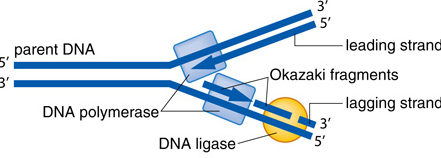 3'
5'
parent DNA
5'
3'
leading strand
Okazaki fragments
lagging strand
DNA polymerase
3'
5'
DNA ligase